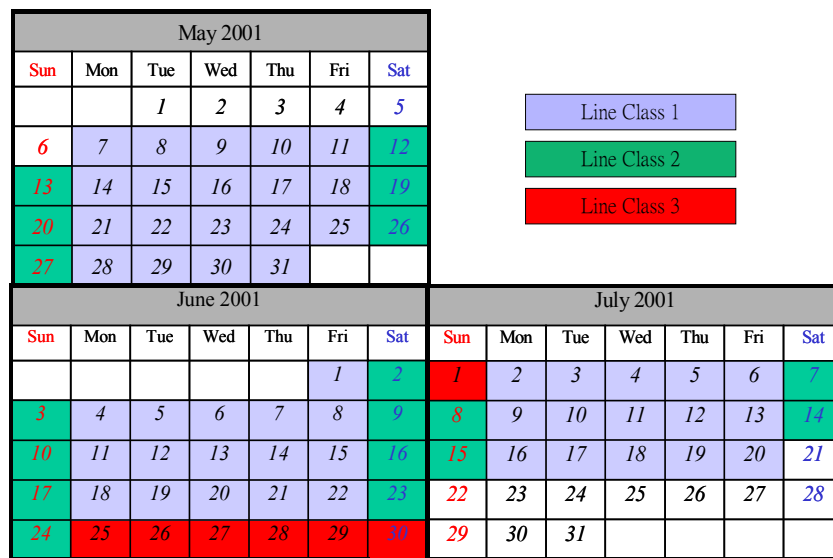 May 2001
Sun Mon Tue Wed Thu Fri Sat
1 2 3 4 5
6 7 8 9 10 11 12
13 14 15 16 17 18 19
20 21 22 23 24 25 26
27 28 29 30 31
Line Class 1
Line Class 2
Line Class 3
June 2001
Sun Mon Tue Wed Thu Fri Sat
1 2
3 4 5 6 7 8 9
10 11 12 13 14 15 16
17 18 19 20 21 22 23
24 25 26 27 28 29 30
July 2001
Sun Mon Tue Wed Thu Fri Sat
1 2 3 4 5 6 7
8 9 10 11 12 13 14
15 16 17 18 19 20 21
22 23 24 25 26 27 28
29 30 31